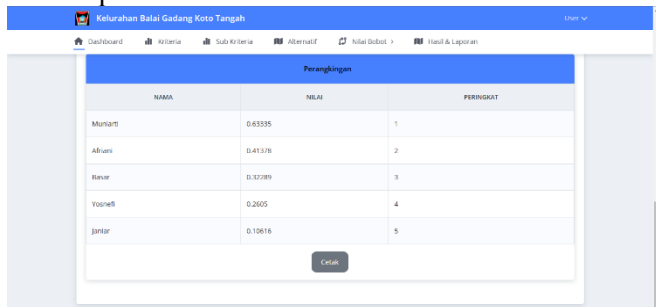 Kelurahan Balai Gadang Koto Tangah User
Dashboard Kriteria Sub Kriteria Alternatif Nilai Bobot > Hasil & Laporan
Perangkingan
NAMA NILAI PERINGKAT
Muniarti 0.63335 1
Afriani 0.41376 2
Basar 0.32289 3
Yosnefi 0.2605 4
Janiar 0.10616 5
Cetak